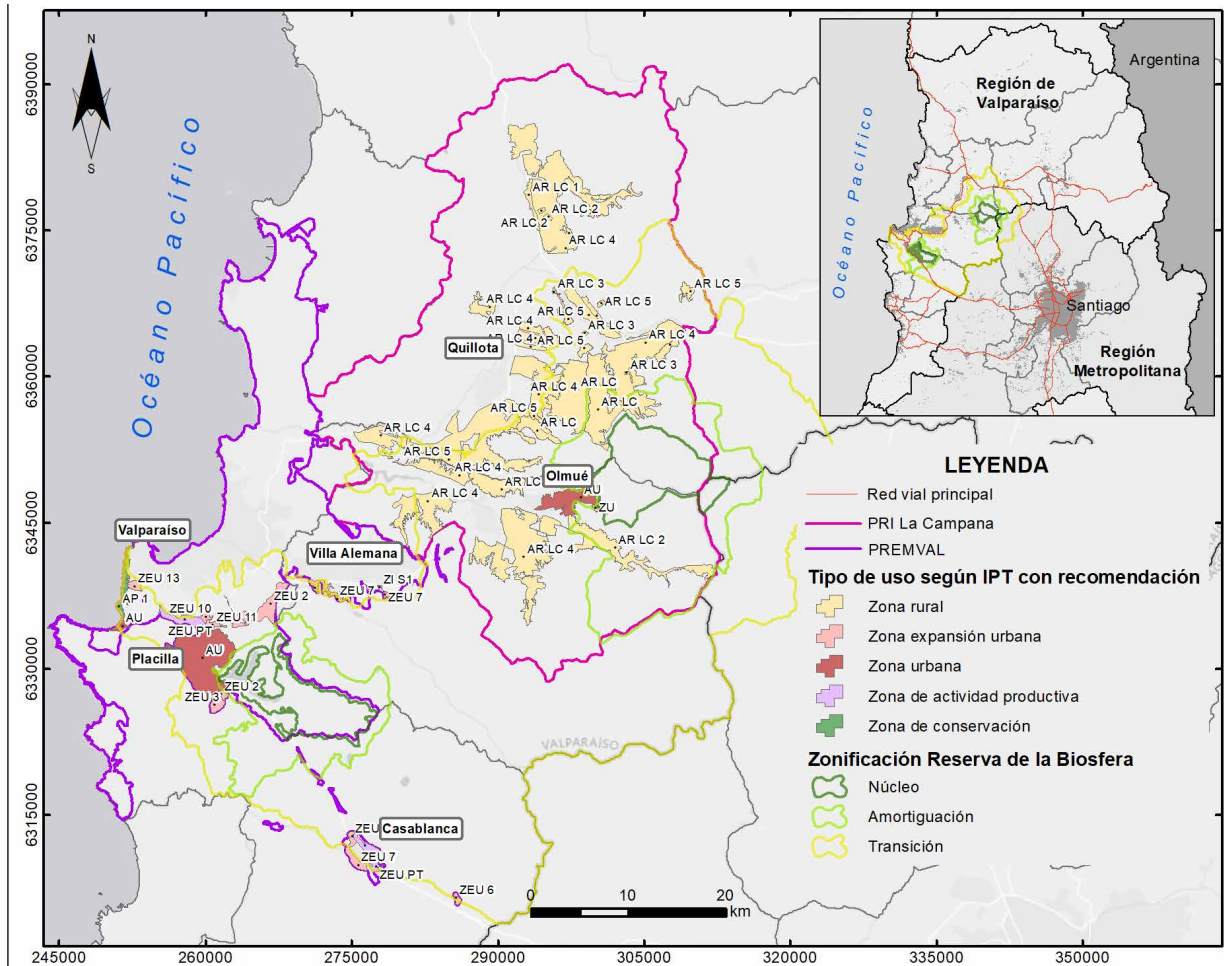 N
S
6390000
6375000
6360000
6345000
6330000
6315000
245000
260000
275000
290000
305000
320000
335000
350000
Océano Pacífico
AR LC 1
AR LC 2
AR LC 2
AR LC 4
AR LC 3
AR LC 5
AR LC 5
AR LC 4
AR LC 5
AR LC 4
AR LC 3
LC 4
AR LC 5
AR LC 4
Quillota
AR LC 3
AR LC 4
AR LC
AR LC 5
AR LC
AR LC
AR LC 4
AR LC 5
AR LC 4
AR LC
AR LC 4
Olmué
AU
ZU
AR LC 4
AR LC 2
Valparaíso
Villa Alemana
ZEU 13
AP 1
AU
ZEU 10
ZEU 11
ZEU 2
ZI S1
ZEU 7
ZEU 7
ZEU PT
Placilla
AU
ZEU 2
ZEU 3
VALPARAÍSO
ZEU
Casablanca
ZEU 7
ZEU PT
ZEU 6
0 10 20
km
Océano Pacífico
Región de
Valparaíso
Argentina
Santiago
Región
Metropolitana
LEYENDA
Red vial principal
PRI La Campana
PREMVAL
Tipo de uso según IPT con recomendación
Zona rural
Zona expansión urbana
Zona urbana
Zona de actividad productiva
Zona de conservación
Zonificación Reserva de la Biosfera
Núcleo
Amortiguación
Transición